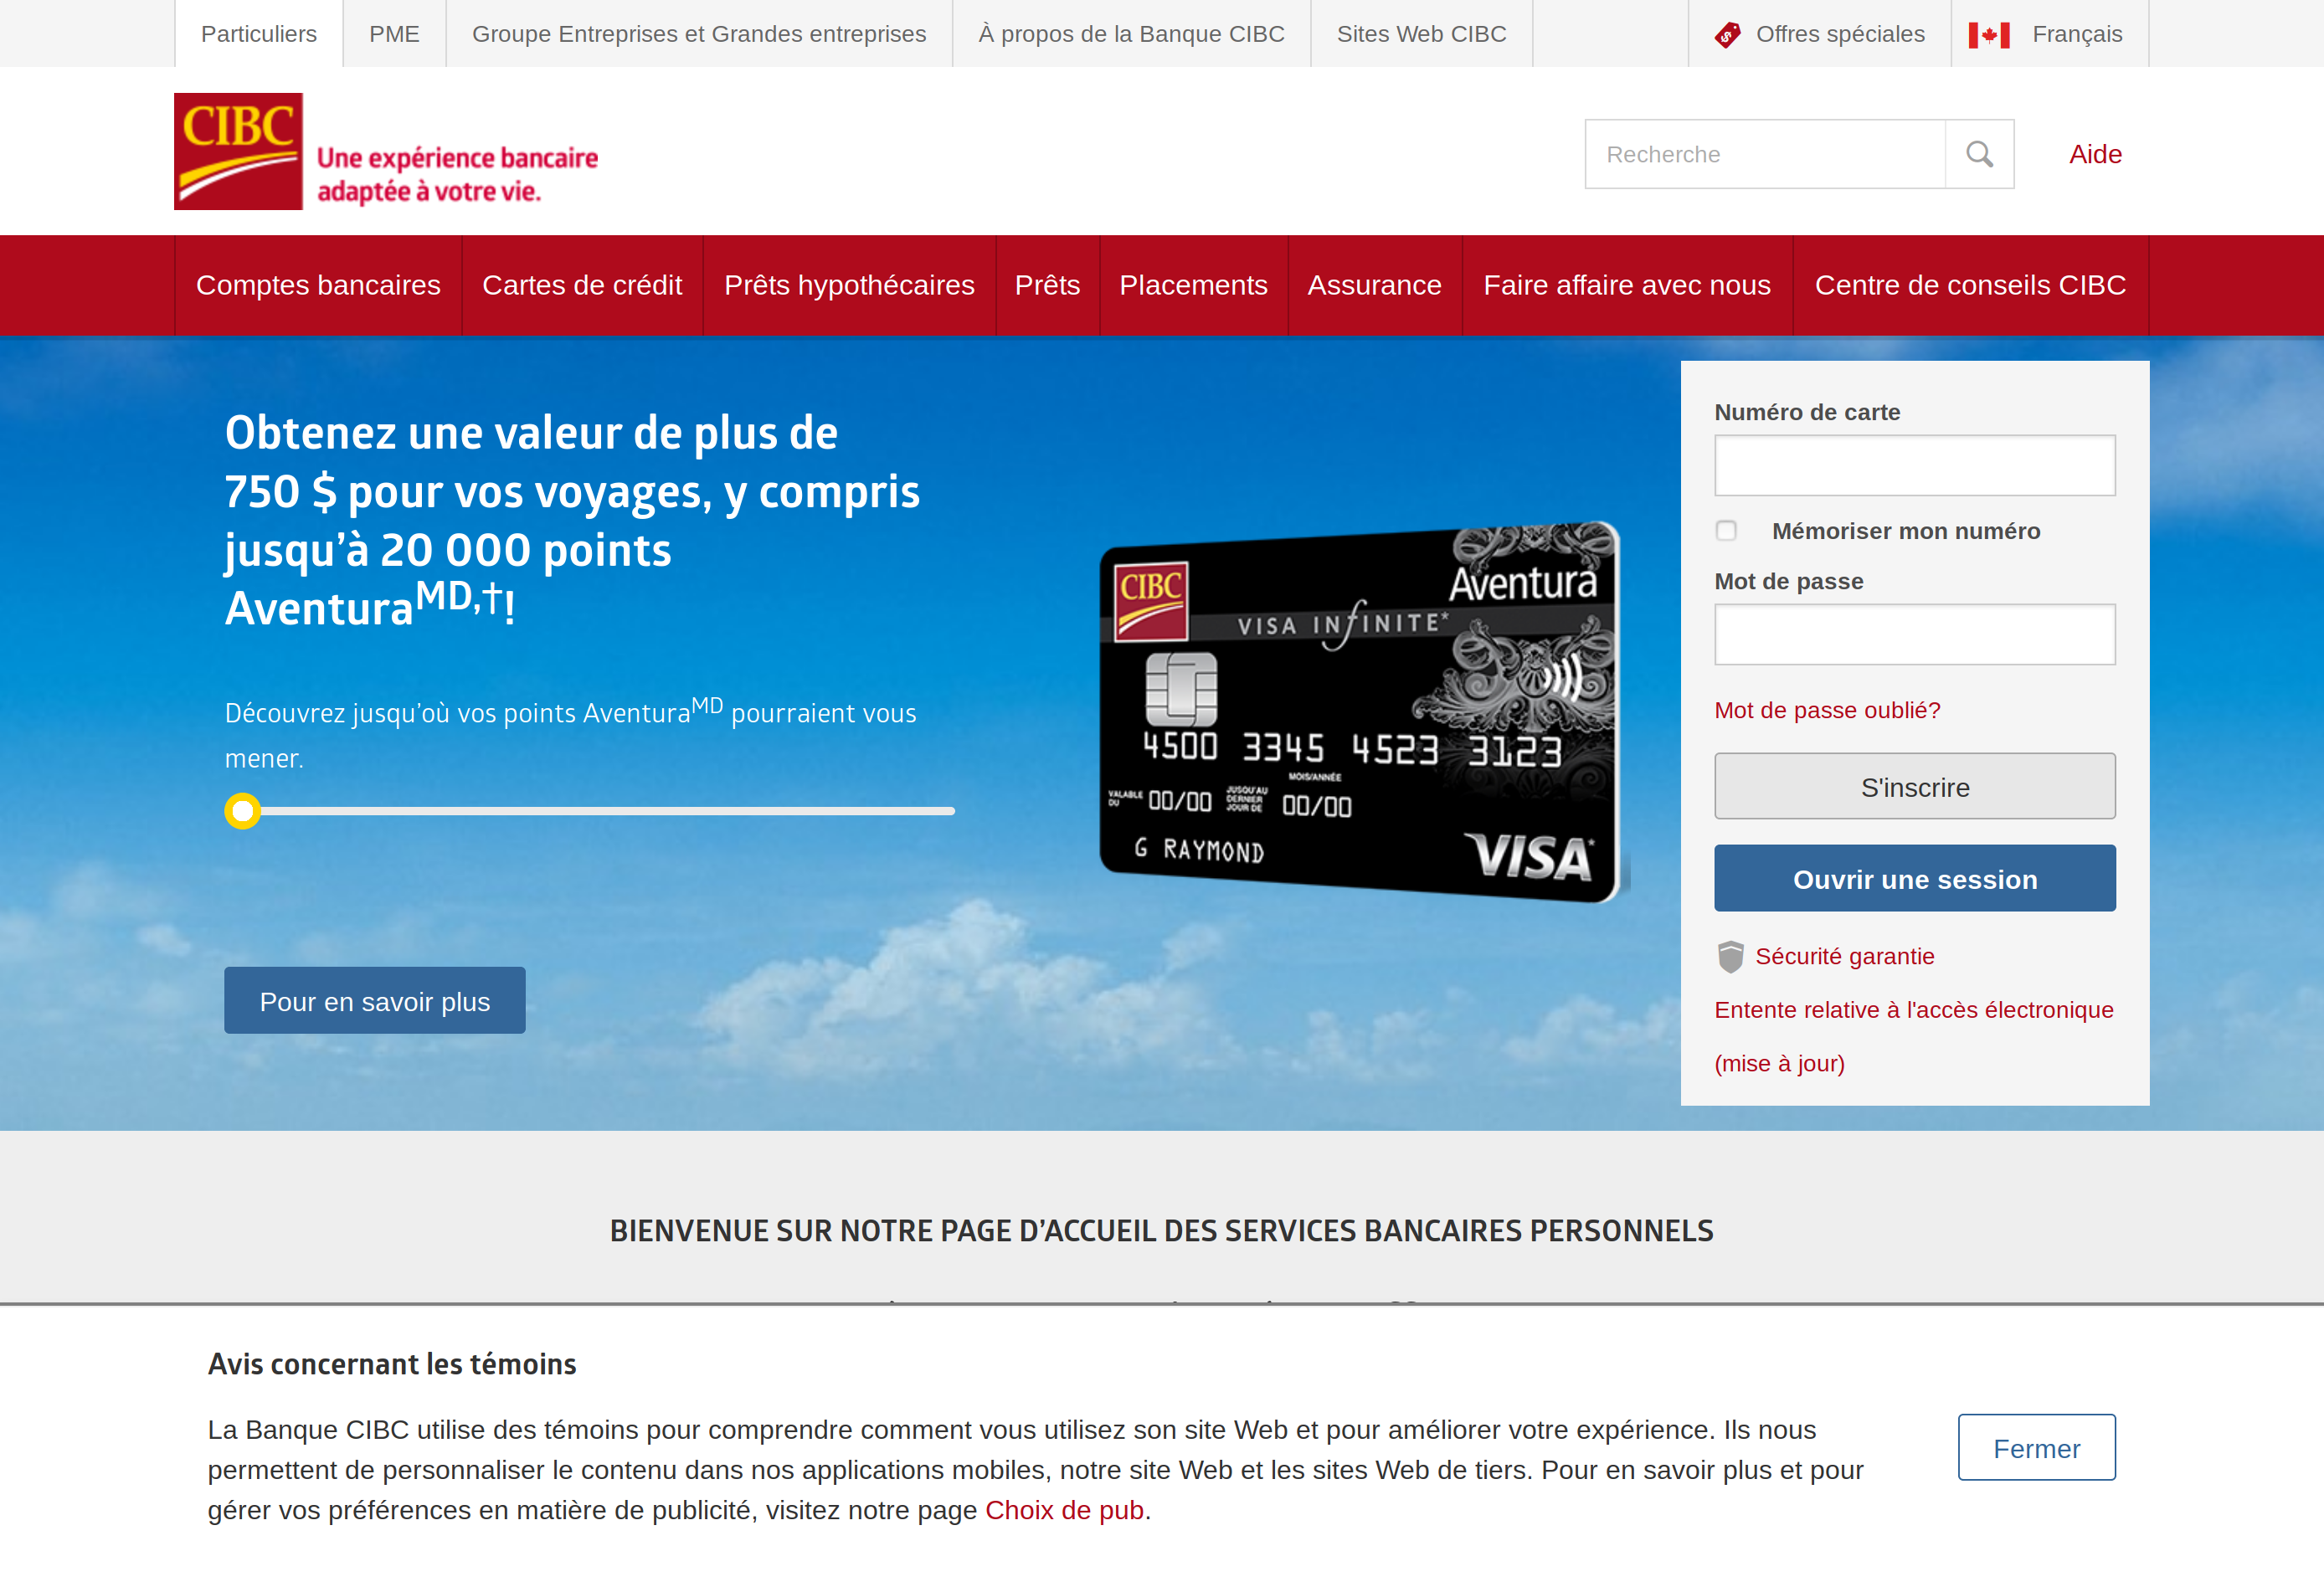 Particuliers
PME
Groupe Entreprises et Grandes entreprises
À propos de la Banque CIBC
Sites Web CIBC
Offres spéciales
Français
CIBC
Une expérience bancaire
adaptée à votre vie.
Recherche
Aide
Comptes bancaires
Cartes de crédit
Prêts hypothécaires
Prêts
Placements
Assurance
Faire affaire avec nous
Centre de conseils CIBC
Obtenez une valeur de plus de
750 $ pour vos voyages, y compris
jusqu’à 20 000 points
AventuraMD,†!
Découvrez jusqu’où vos points AventuraMD pourraient vous
mener.
Pour en savoir plus
CIBC
Aventura
VISA INFINITE*
4500 3345 4523 3123
MOIS/ANNÉE
VALABLE
DU
00/00
JUSQU'AU
DERNIER
JOUR DE
00/00
G RAYMOND
VISA*
Numéro de carte
Mémoriser mon numéro
Mot de passe
Mot de passe oublié?
S'inscrire
Ouvrir une session
Sécurité garantie
Entente relative à l'accès électronique
(mise à jour)
BIENVENUE SUR NOTRE PAGE D’ACCUEIL DES SERVICES BANCAIRES PERSONNELS
Avis concernant les témoins
La Banque CIBC utilise des témoins pour comprendre comment vous utilisez son site Web et pour améliorer votre expérience. Ils nous
permettent de personnaliser le contenu dans nos applications mobiles, notre site Web et les sites Web de tiers. Pour en savoir plus et pour
gérer vos préférences en matière de publicité, visitez notre page Choix de pub.
Fermer